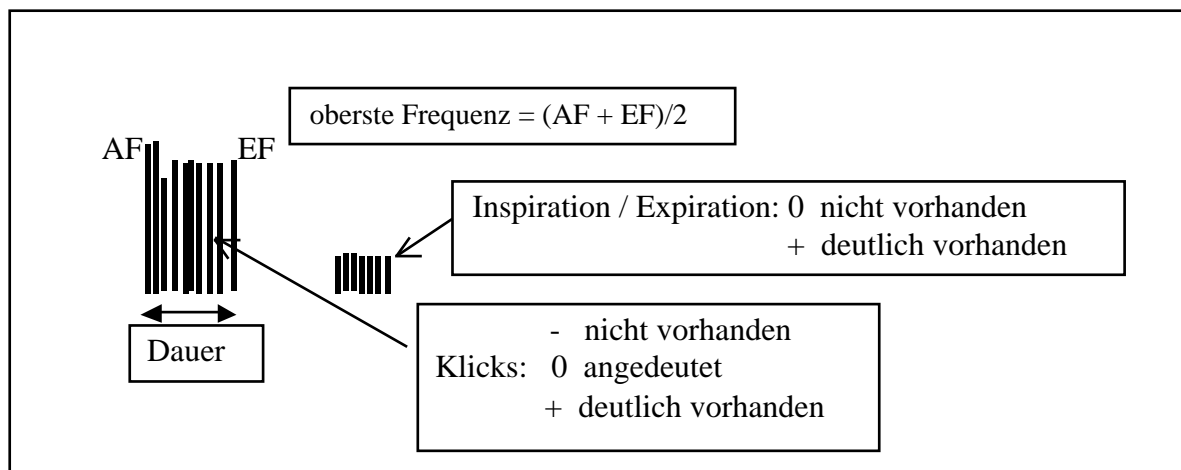 oberste Frequenz = (AF + EF)/2
AF EF
Inspiration / Expiration: 0 nicht vorhanden
+ deutlich vorhanden
- nicht vorhanden
Dauer
Klicks: 0 angedeutet
+ deutlich vorhanden